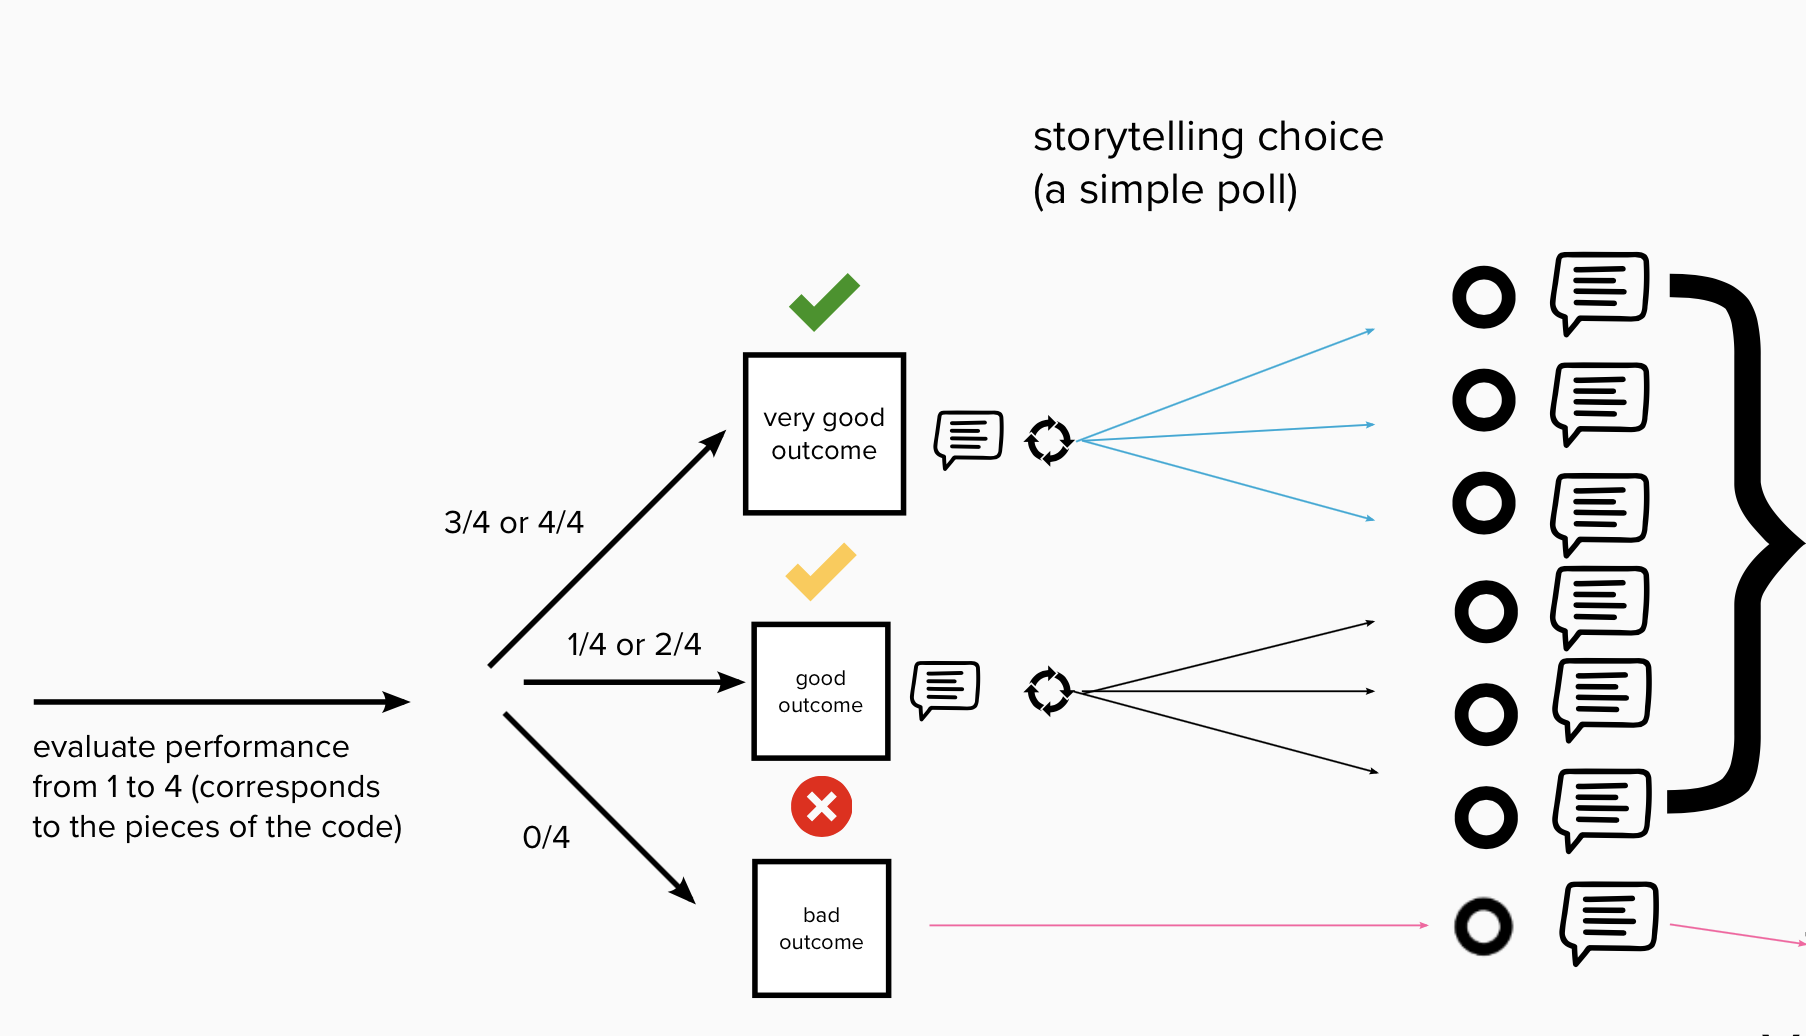 storytelling choice
(a simple poll)
very good
outcome
3/4 or 4/4
1/4 or 2/4
good
outcome
evaluate performance
from 1 to 4 (corresponds
to the pieces of the code)
0/4
bad
outcome